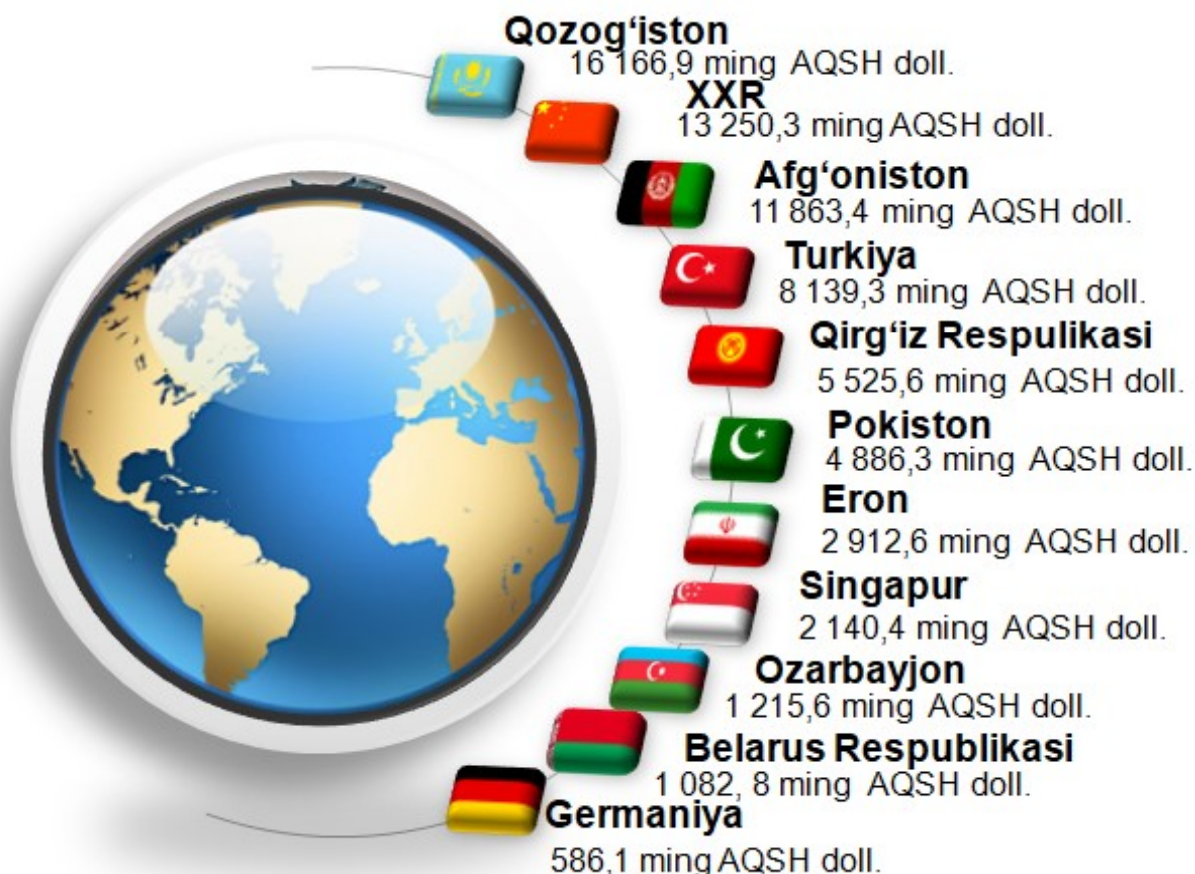 Qozog‘iston
16 166,9 ming AQSH doll.
XXR
13 250,3 ming AQSH doll.
Afg‘oniston
11 863,4 ming AQSH doll.
Turkiya
8 139,3 ming AQSH doll.
Qirg‘iz Respulikasi
5 525,6 ming AQSH doll.
Pokiston
4 886,3 ming AQSH doll.
Eron
2 912,6 ming AQSH doll.
Singapur
2 140,4 ming AQSH doll.
Ozarbayjon
1 215,6 ming AQSH doll.
Belarus Respublikasi
1 082, 8 ming AQSH doll.
Germaniya
586,1 ming AQSH doll.